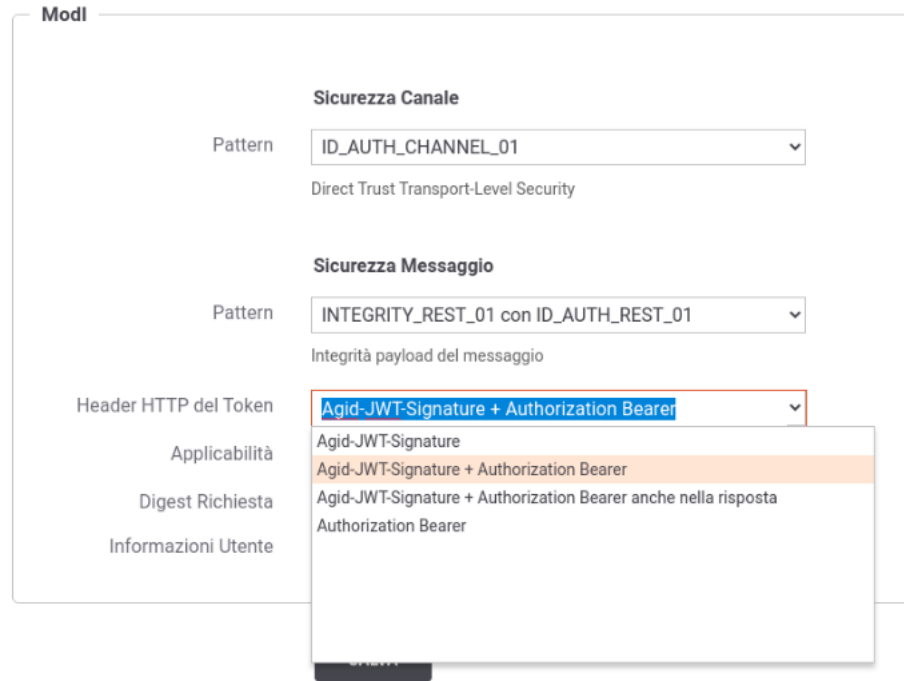 ModI
Sicurezza Canale
Pattern ID_AUTH_CHANNEL_01
Direct Trust Transport-Level Security
Sicurezza Messaggio
Pattern INTEGRITY_REST_01 con ID_AUTH_REST_01
Integrità payload del messaggio
Header HTTP del Token Agid-JWT-Signature + Authorization Bearer
Agid-JWT-Signature
Applicabilità
Agid-JWT-Signature + Authorization Bearer
Digest Richiesta Agid-JWT-Signature + Authorization Bearer anche nella risposta
Authorization Bearer
Informazioni Utente